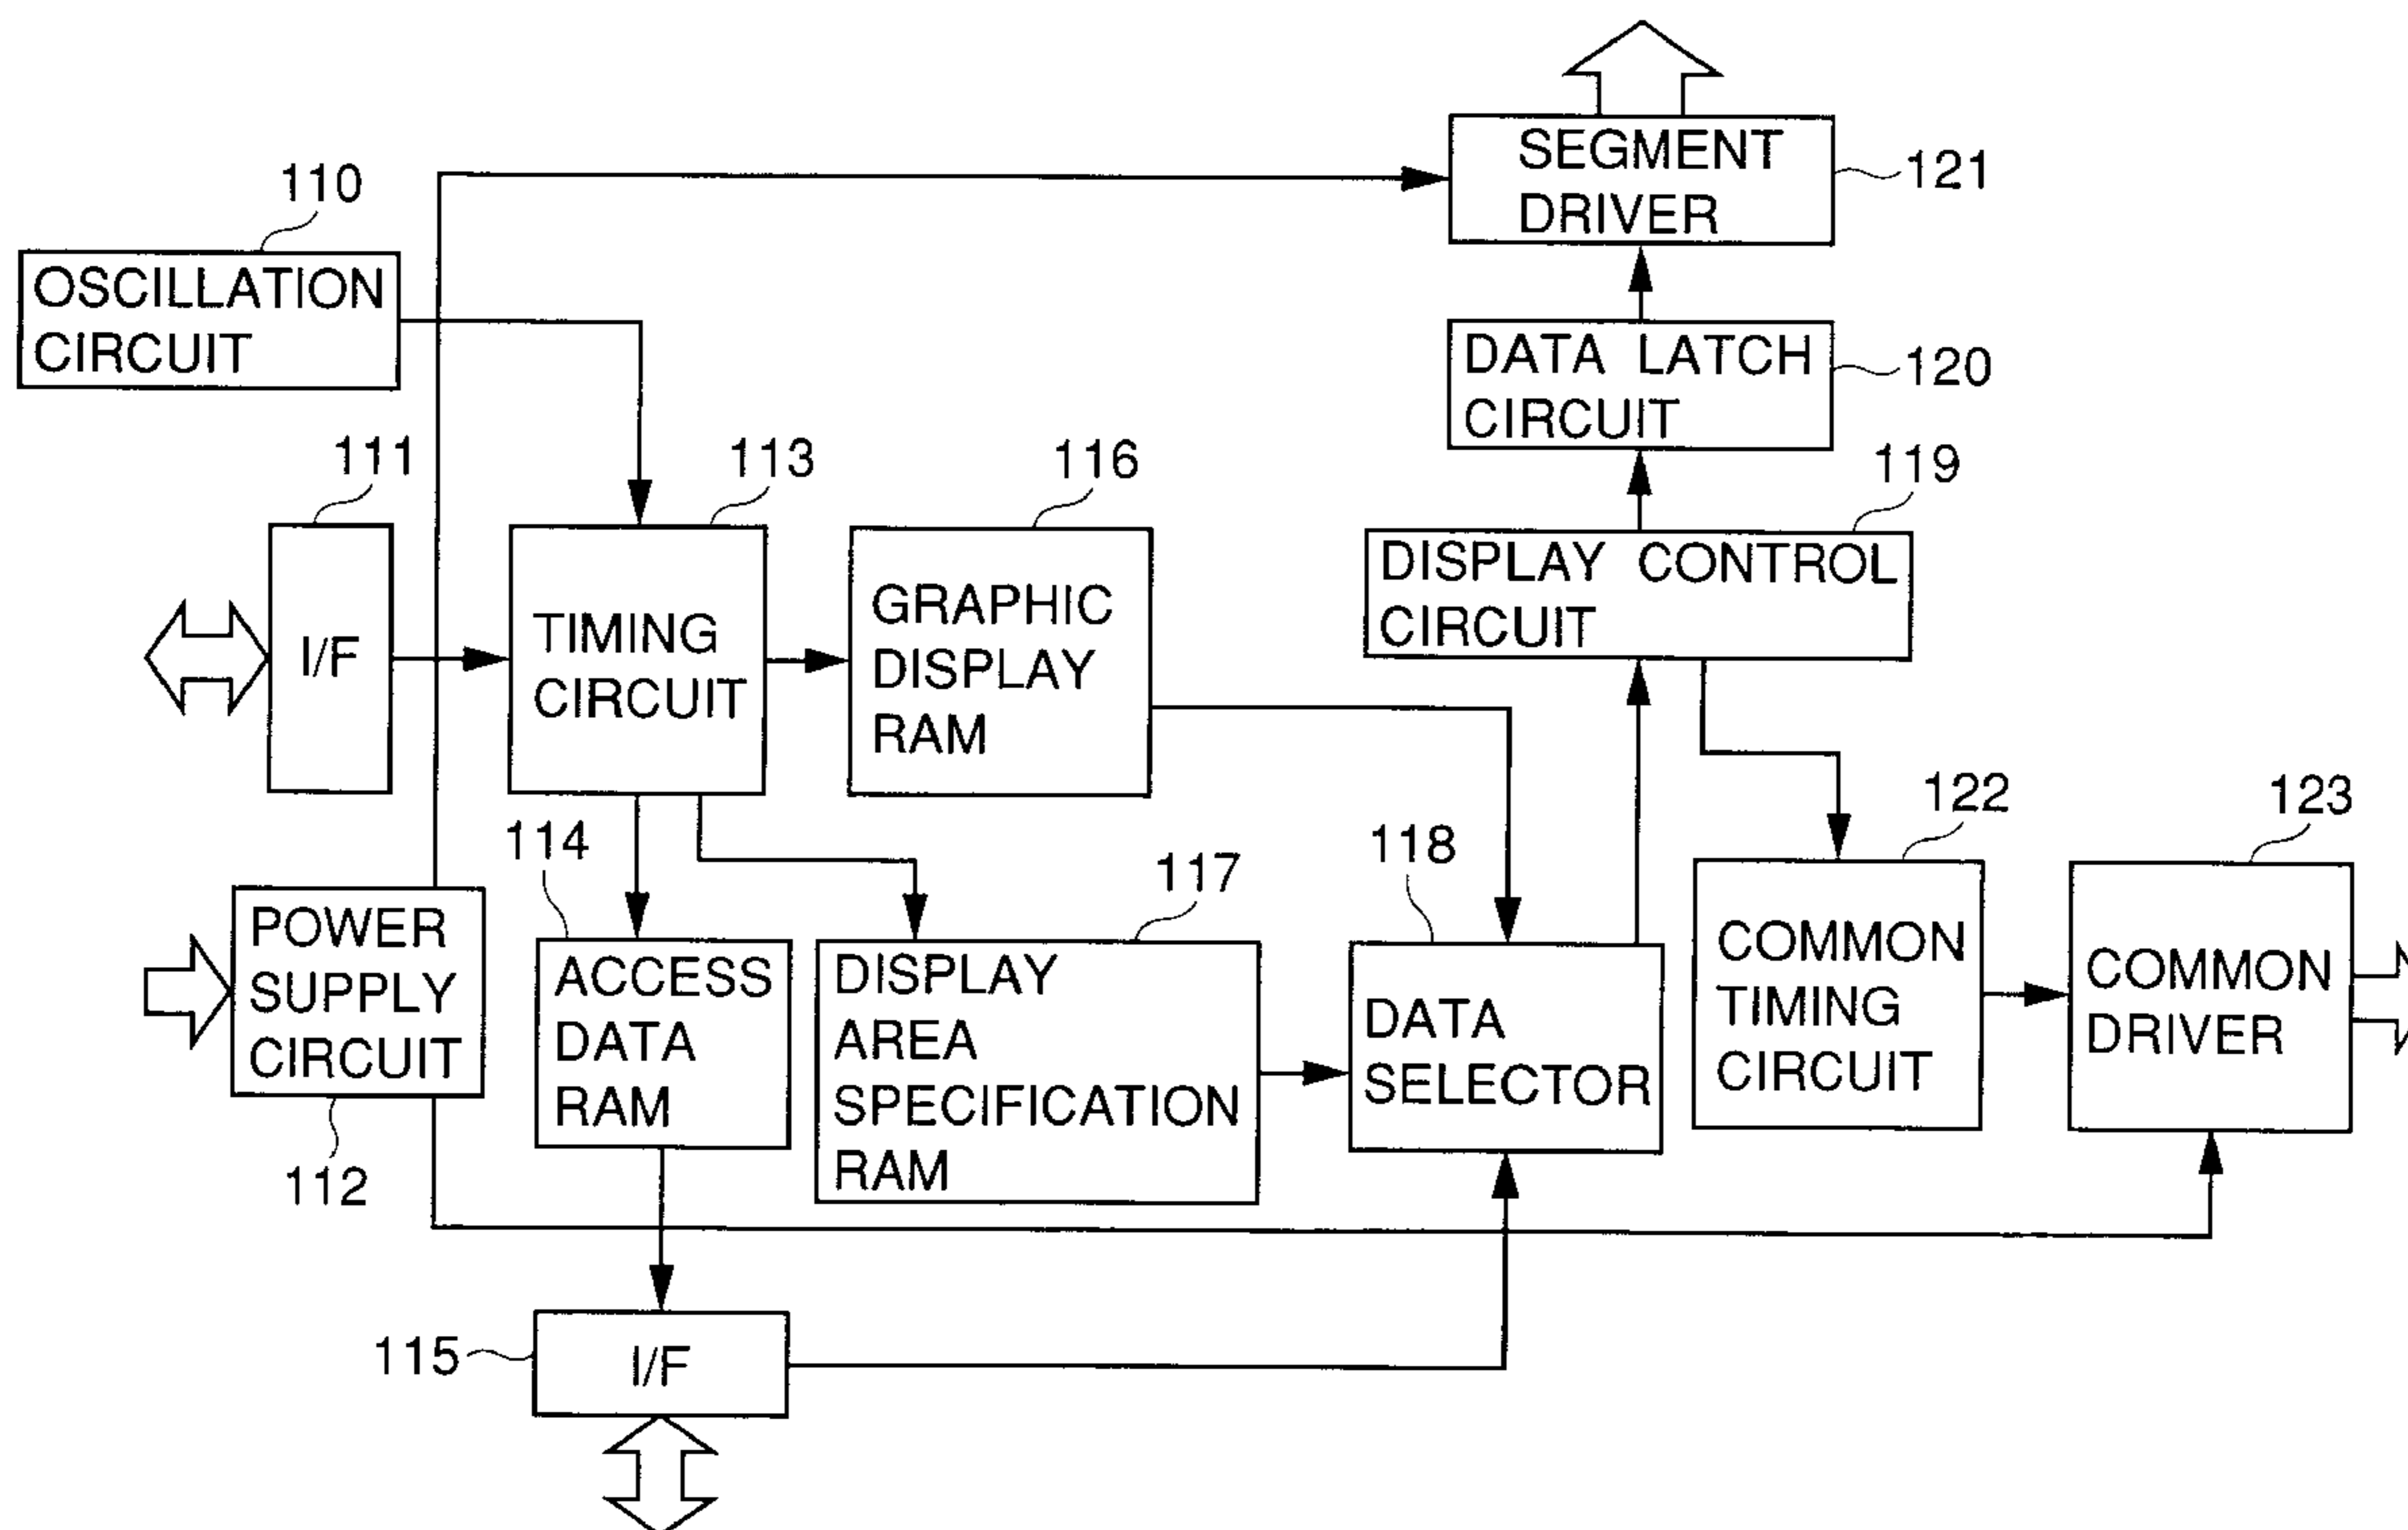 110
OSCILLATION
CIRCUIT
111
I/F
POWER
SUPPLY
CIRCUIT
112
113
TIMING
CIRCUIT
114
ACCESS
DATA
RAM
115
I/F
116
GRAPHIC
DISPLAY
RAM
117
DISPLAY
AREA
SPECIFICATION
RAM
118
DATA
SELECTOR
SEGMENT
DRIVER
121
DATA LATCH
CIRCUIT
120
119
DISPLAY CONTROL
CIRCUIT
122
COMMON
TIMING
CIRCUIT
123
COMMON
DRIVER